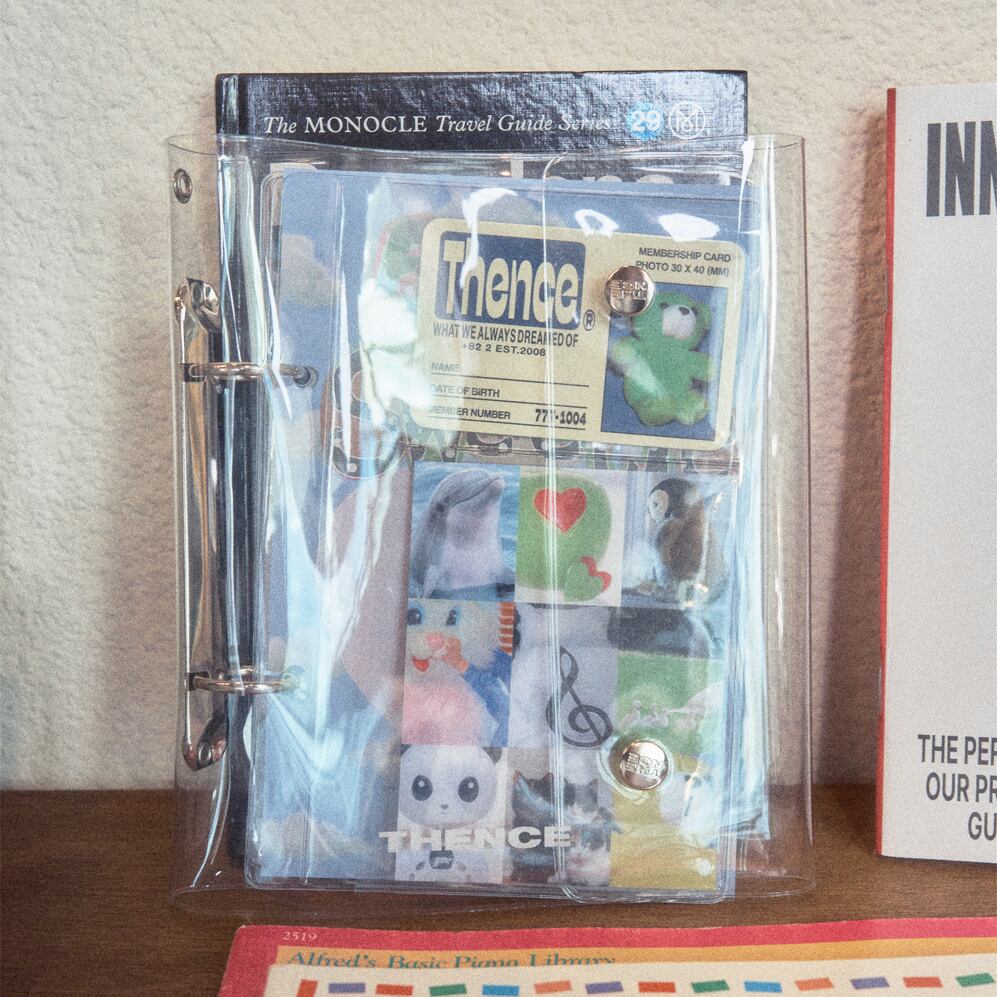 The MONOCLE Travel Guide Series 29 M
Thence®
MEMBERSHIP CARD
PHOTO 30 X 40 (MM)
WHAT WE ALWAYS DREAMED OF
+82 2 EST.2008
NAME
DATE OF BIRTH
MEMBER NUMBER 777-1004
THENCE
INN
THE PER
OUR PR
GU
2519
Alfred's Basic Piano Library